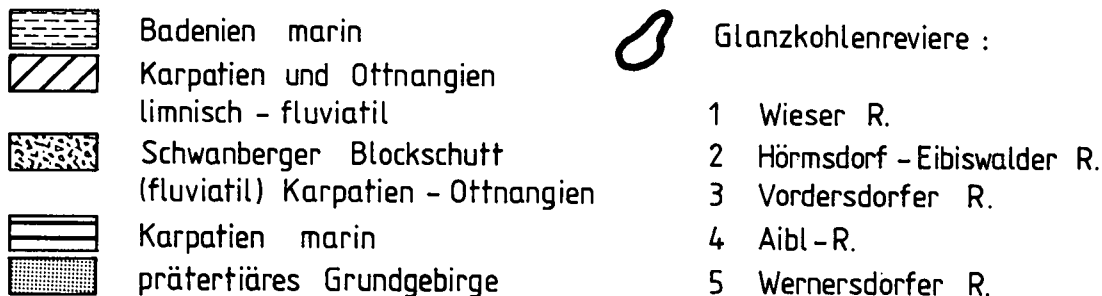 Badenien marin
Karpatien und Ottnangien
limnisch - fluviatil
Schwanberger Blockschutt
(fluviatil) Karpatien - Ottnangien
Karpatien marin
prätertiäres Grundgebirge
Glanzkohlenreviere :
1 Wieser R.
2 Hörmsdorf - Eibiswalder R.
3 Vordersdorfer R.
4 Aibl - R.
5 Wernersdorfer R.